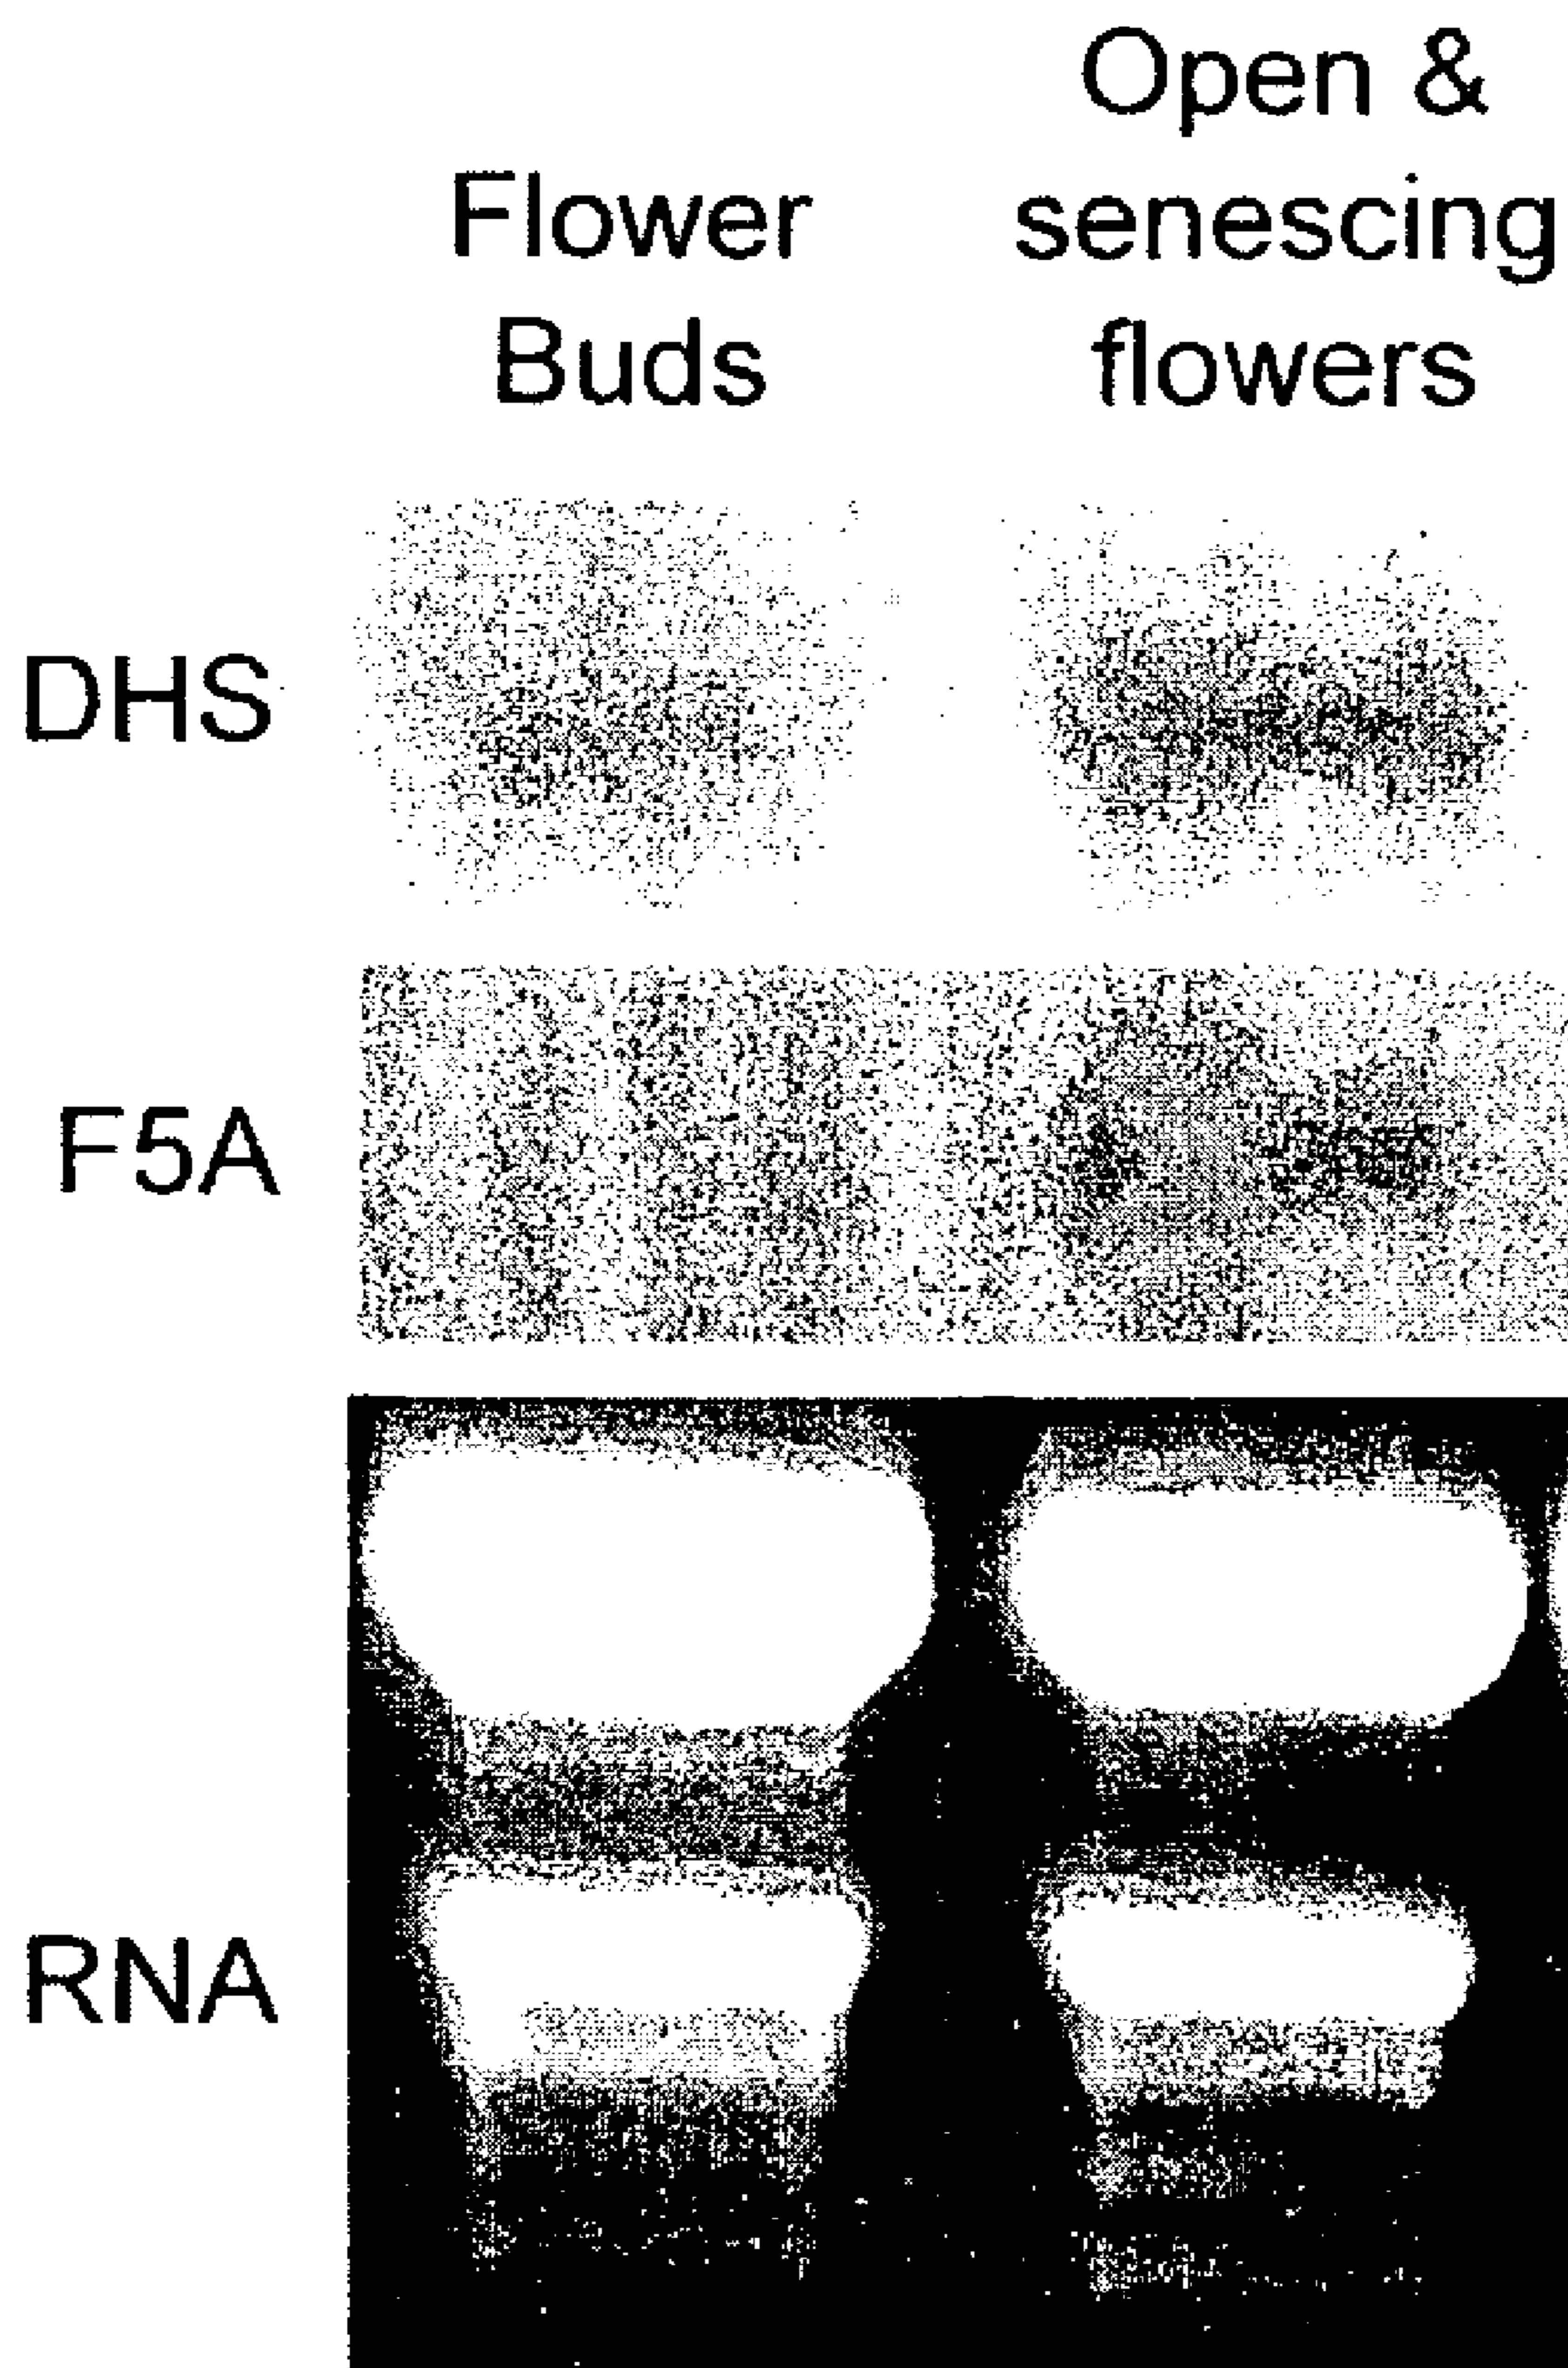 Open &
Flower senescing
Buds flowers
DHS
F5A
RNA